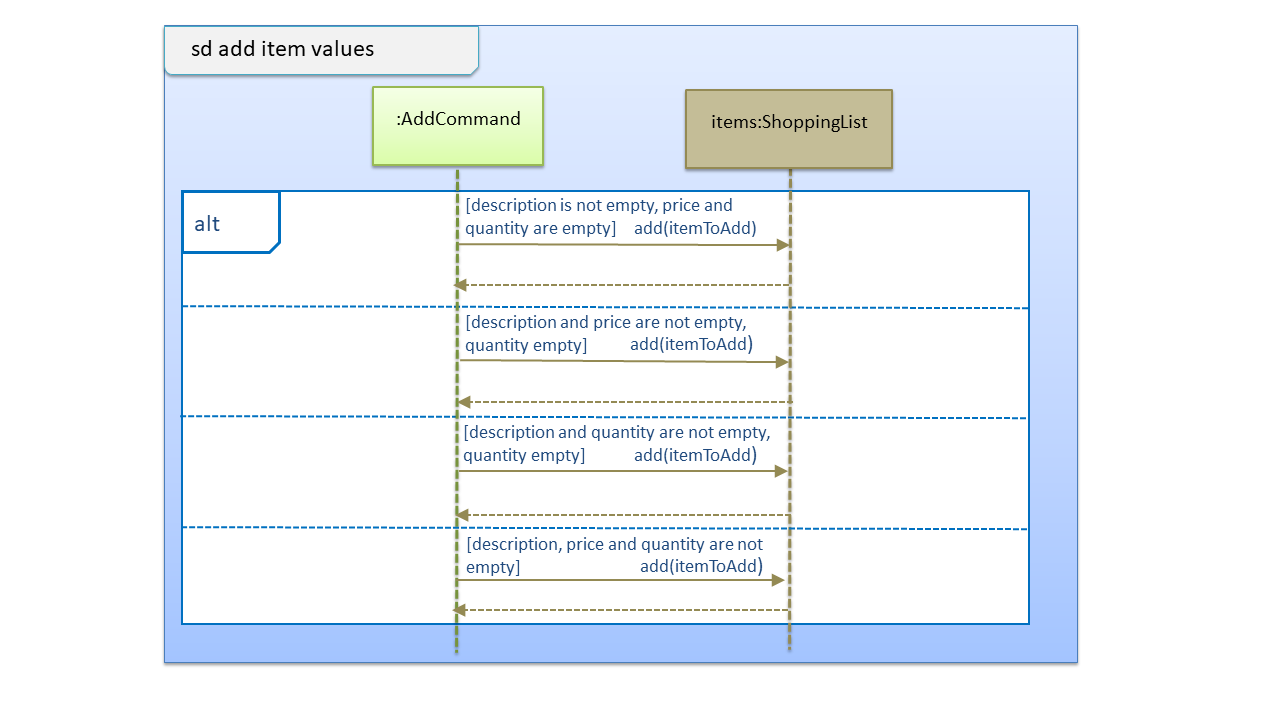 sd add item values
:AddCommand
items:ShoppingList
alt
[description is not empty, price and
quantity are empty] add(itemToAdd)
[description and price are not empty,
quantity empty] add(itemToAdd)
[description and quantity are not empty,
quantity empty] add(itemToAdd)
[description, price and quantity are not
empty] add(itemToAdd)